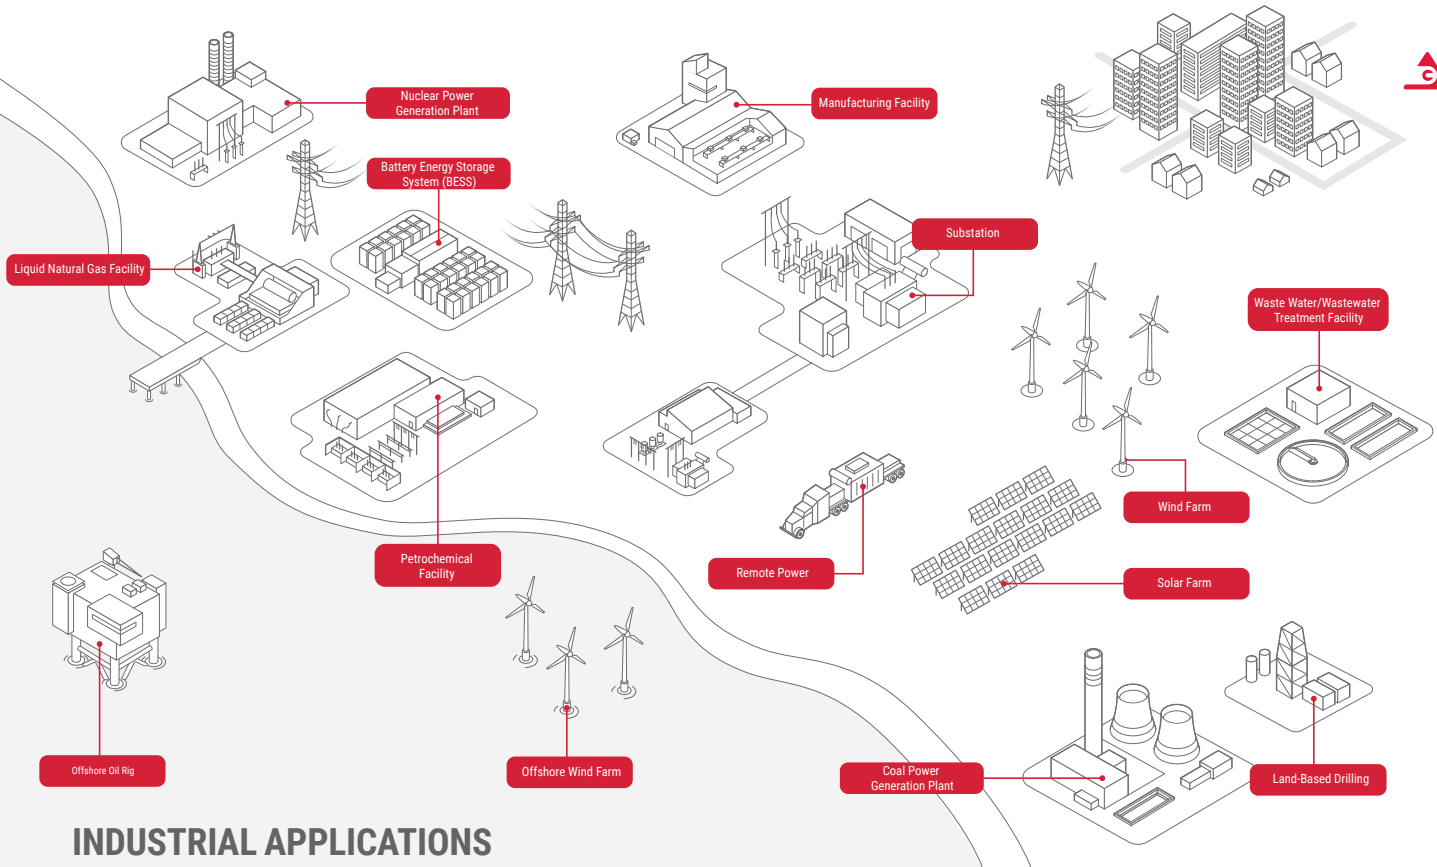 Nuclear Power
Generation Plant
Manufacturing Facility
C
Battery Energy Storage
System (BESS)
Substation
Liquid Natural Gas Facility
Waste Water/Wastewater
Treatment Facility
Wind Farm
Petrochemical
Facility
Remote Power
Solar Farm
Offshore Oil Rig
Offshore Wind Farm
Coal Power
Generation Plant
Land-Based Drilling
INDUSTRIAL APPLICATIONS